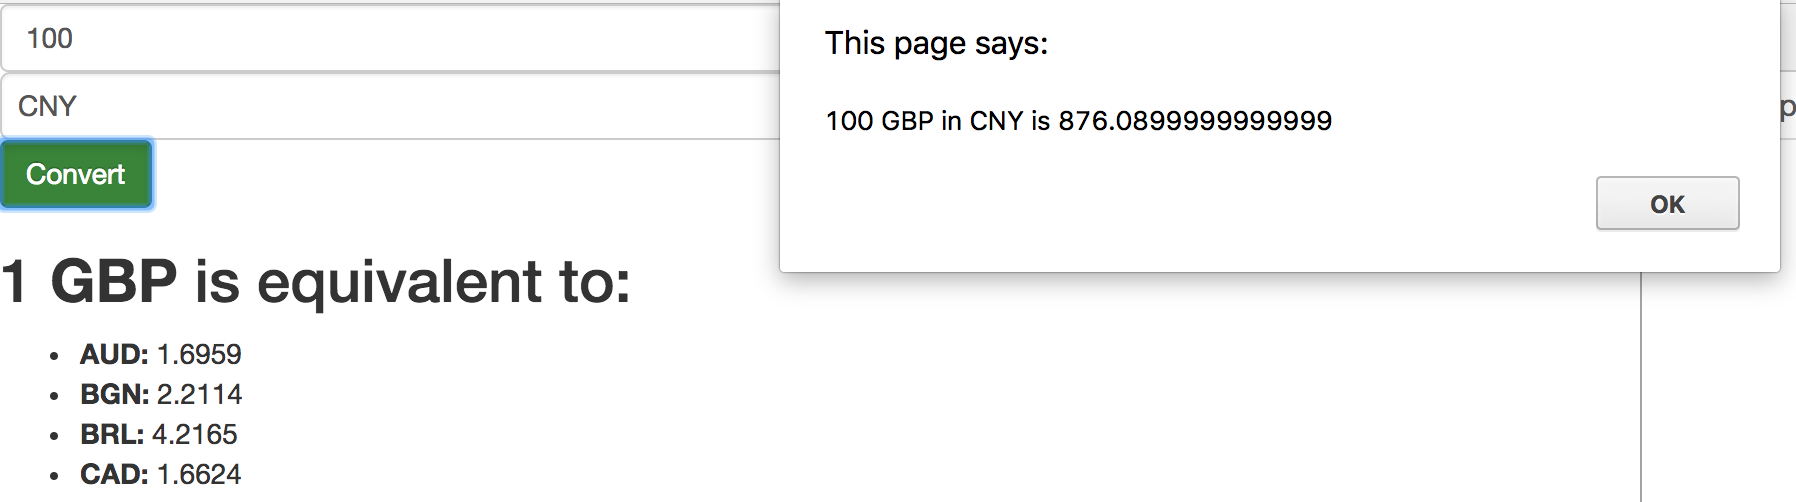 100
CNY
Convert
This page says:
100 GBP in CNY is 876.0899999999999
OK
p
1 GBP is equivalent to:
• AUD: 1.6959
• BGN: 2.2114
• BRL: 4.2165
• CAD: 1.6624